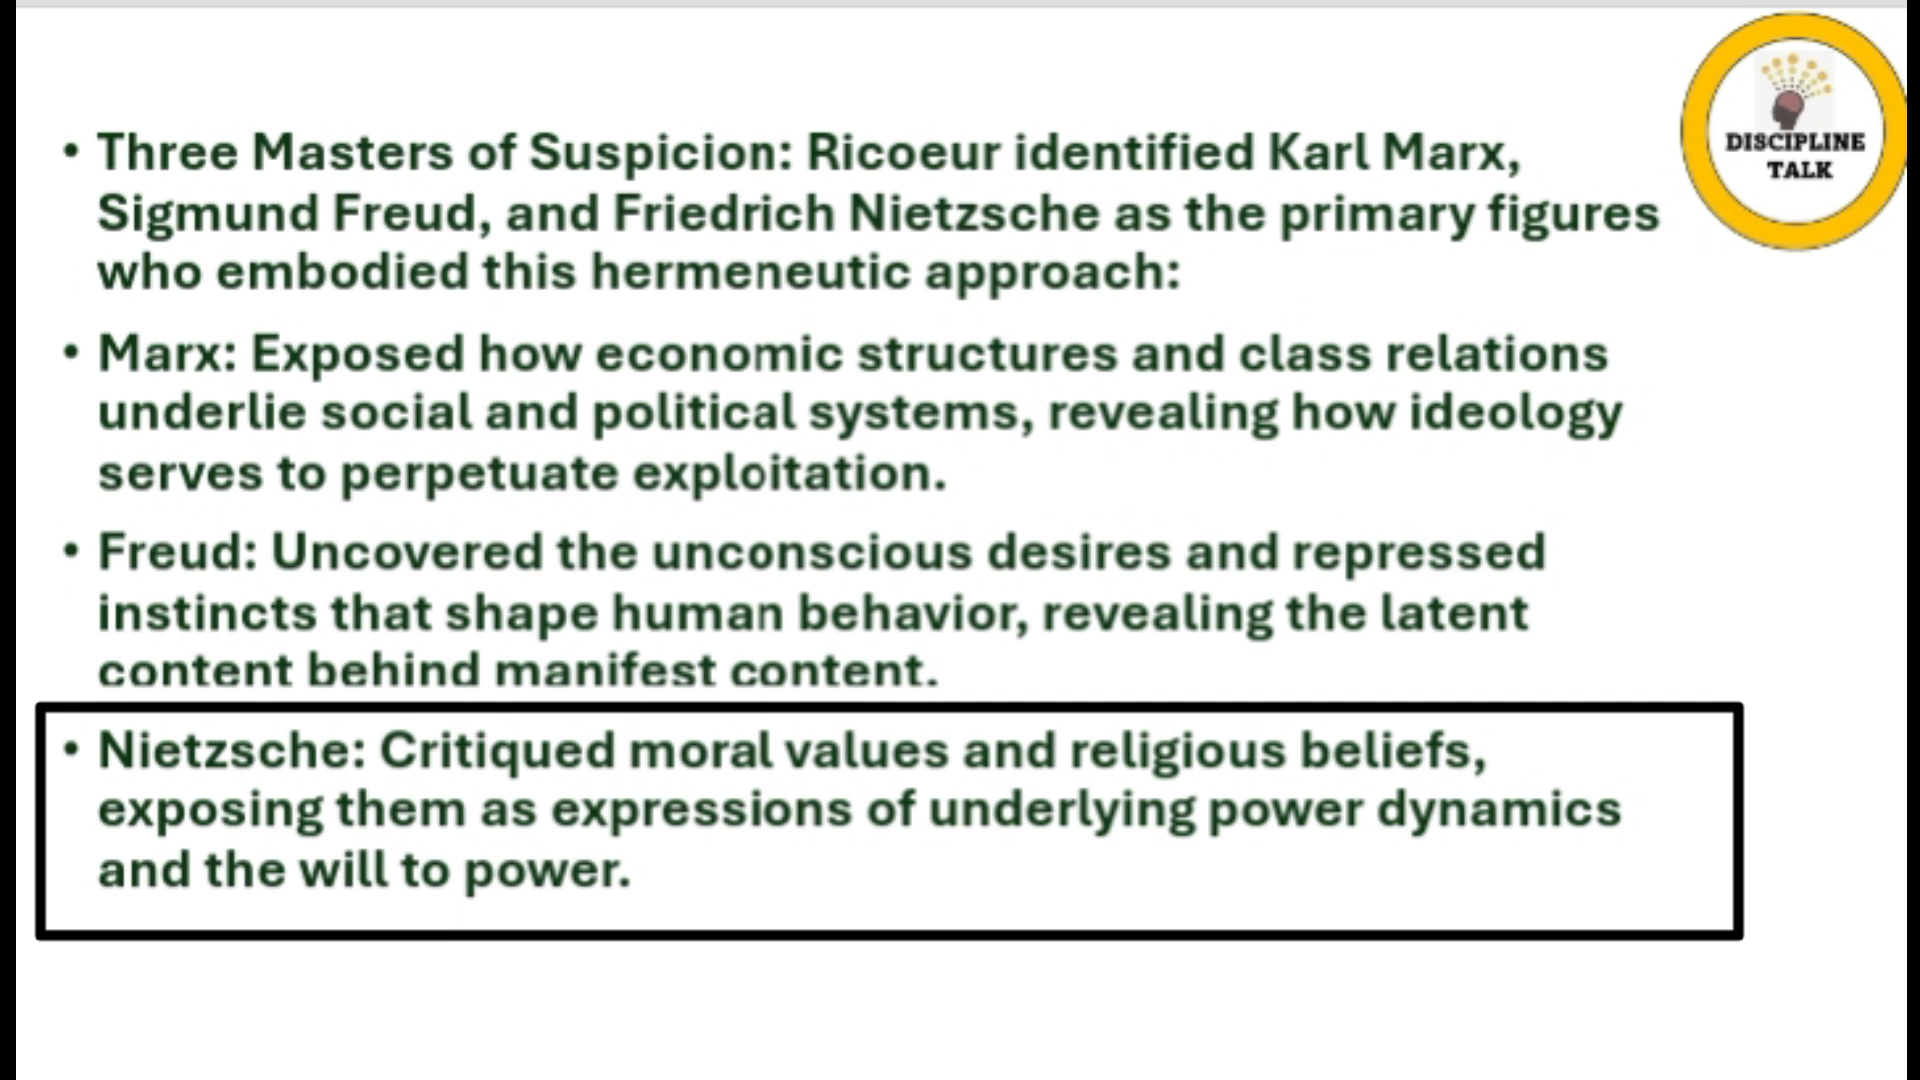 DISCIPLINE
TALK
• Three Masters of Suspicion: Ricoeur identified Karl Marx,
Sigmund Freud, and Friedrich Nietzsche as the primary figures
who embodied this hermeneutic approach:
• Marx: Exposed how economic structures and class relations
underlie social and political systems, revealing how ideology
serves to perpetuate exploitation.
• Freud: Uncovered the unconscious desires and repressed
instincts that shape human behavior, revealing the latent
content behind manifest content.
• Nietzsche: Critiqued moral values and religious beliefs,
exposing them as expressions of underlying power dynamics
and the will to power.